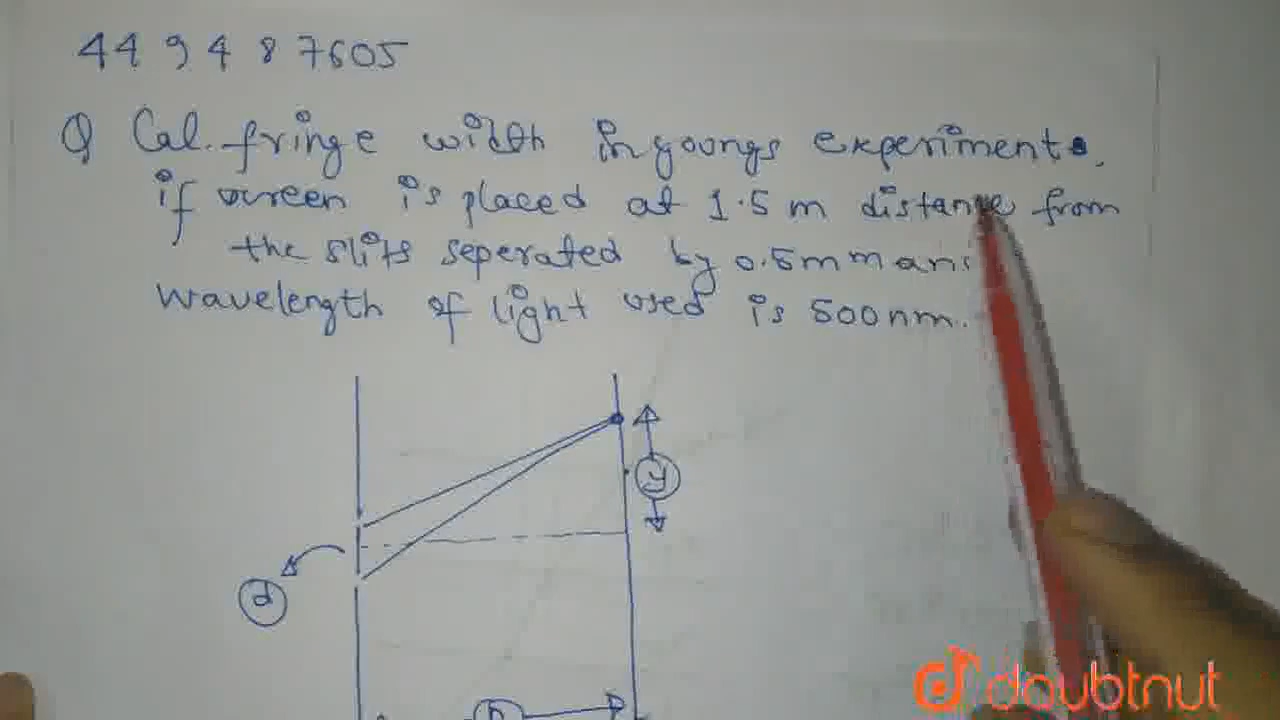 44 9 4 8 7605
Q Cal. fringe width in youngs experiment.
if screen is placed at 1.5 m distance from
the slits seperated by 0.5mm and
wavelength of light used is 500nm.
y
d
D
doubtnut